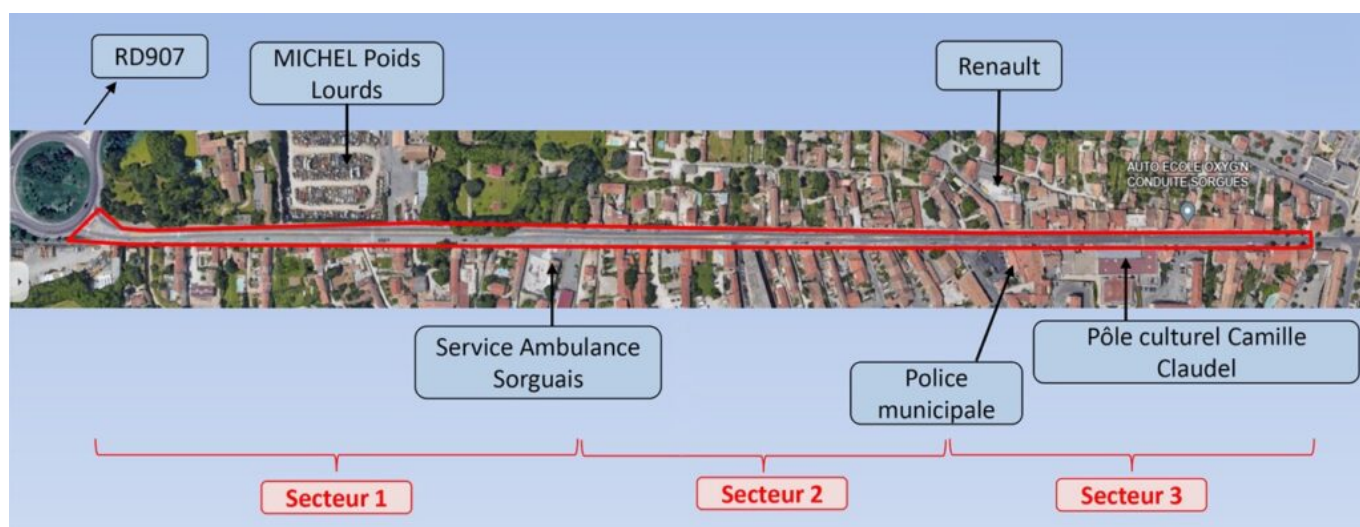 RD907
MICHEL Poids
Lourds
Renault
AUTO ECOLE OXYG'N
CONDUITE SORGUES
Service Ambulance
Sorguais
Police
municipale
Pôle culturel Camille
Claudel
Secteur 1
Secteur 2
Secteur 3